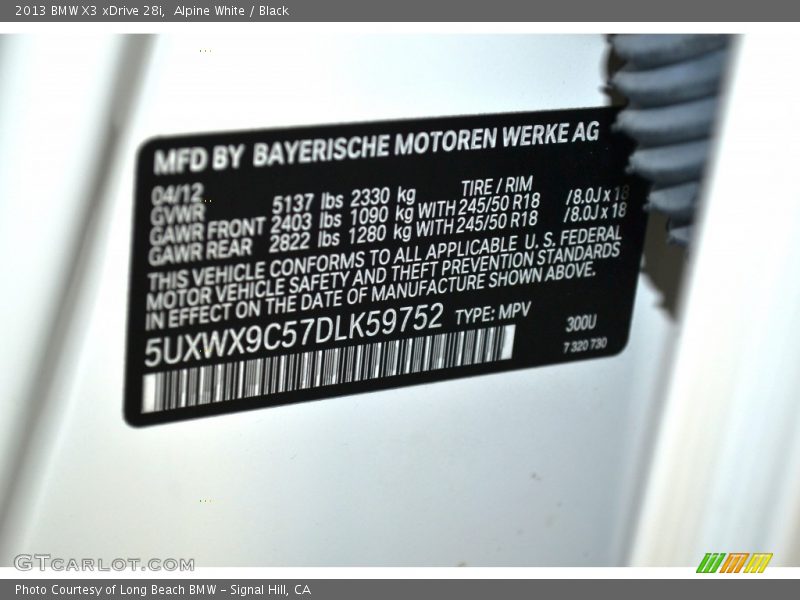 2013 BMW X3 xDrive 28i, Alpine White / Black
MFD BY BAYERISCHE MOTOREN WERKE AG
04/12 TIRE / RIM
GVWR 5137 lbs 2330 kg
GAWR FRONT 2403 lbs 1090 kg WITH 245/50 R18 /8.0J x 18
GAWR REAR 2822 lbs 1280 kg WITH 245/50 R18 /8.0J x 18
THIS VEHICLE CONFORMS TO ALL APPLICABLE U. S. FEDERAL
MOTOR VEHICLE SAFETY AND THEFT PREVENTION STANDARDS
IN EFFECT ON THE DATE OF MANUFACTURE SHOWN ABOVE.
5UXWX9C57DLK59752 TYPE: MPV
300U
7 320 730
GTCARLOT.COM
Photo Courtesy of Long Beach BMW - Signal Hill, CA